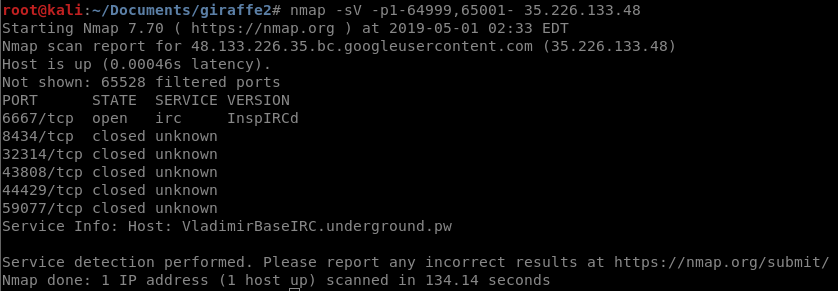 root@kali:~/Documents/giraffe2# nmap -sV -p1-64999,65001- 35.226.133.48
Starting Nmap 7.70 ( https://nmap.org ) at 2019-05-01 02:33 EDT
Nmap scan report for 48.133.226.35.bc.googleusercontent.com (35.226.133.48)
Host is up (0.00046s latency).
Not shown: 65528 filtered ports
PORT      STATE  SERVICE VERSION
6667/tcp  open   irc     InspIRCd
8434/tcp  closed unknown
32314/tcp closed unknown
43808/tcp closed unknown
44429/tcp closed unknown
59077/tcp closed unknown
Service Info: Host: VladimirBaseIRC.underground.pw
Service detection performed. Please report any incorrect results at https://nmap.org/submit/
Nmap done: 1 IP address (1 host up) scanned in 134.14 seconds